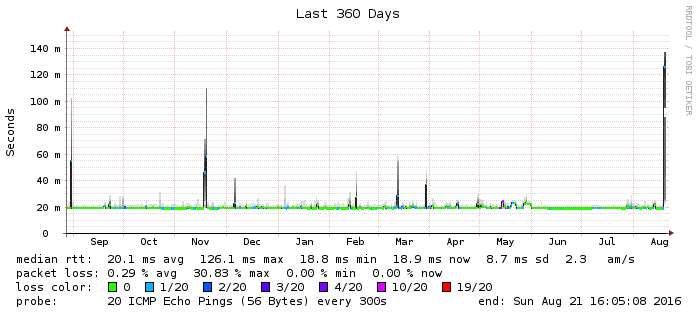 Last 360 Days
RRDTOOL / TOBI OETIKER
Seconds
140 m
120 m
100 m
80 m
60 m
40 m
20 m
0
Sep Oct Nov Dec Jan Feb Mar Apr May Jun Jul Aug
median rtt: 20.1 ms avg 126.1 ms max 18.8 ms min 18.9 ms now 8.7 ms sd 2.3 am/s
packet loss: 0.29 % avg 30.83 % max 0.00 % min 0.00 % now
loss color: 0 1/20 2/20 3/20 4/20 10/20 19/20
probe: 20 ICMP Echo Pings (56 Bytes) every 300s end: Sun Aug 21 16:05:08 2016